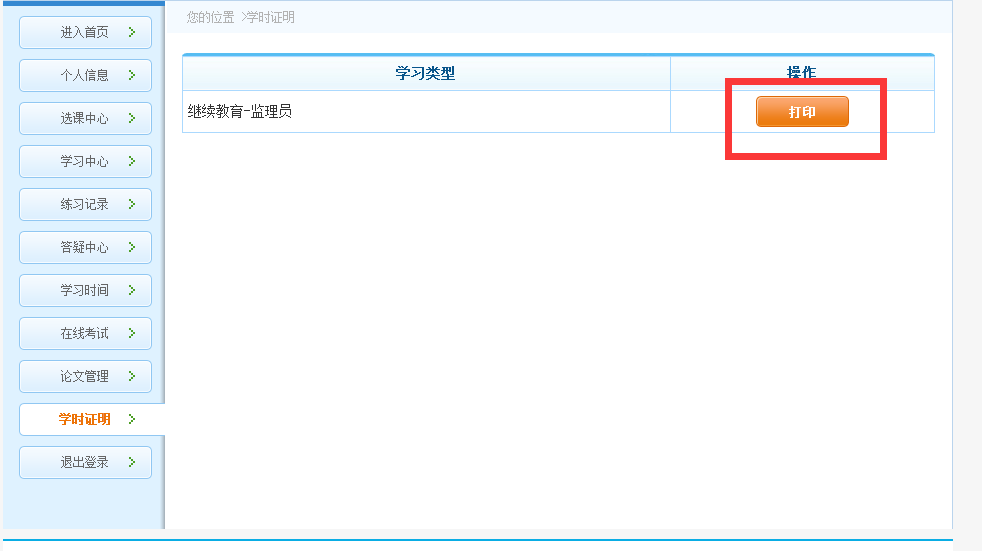 您的位置 >学时证明
进入首页
个人信息
选课中心
学习中心
练习记录
答疑中心
学习时间
在线考试
论文管理
学时证明
退出登录
学习类型 操作
继续教育-监理员 打印